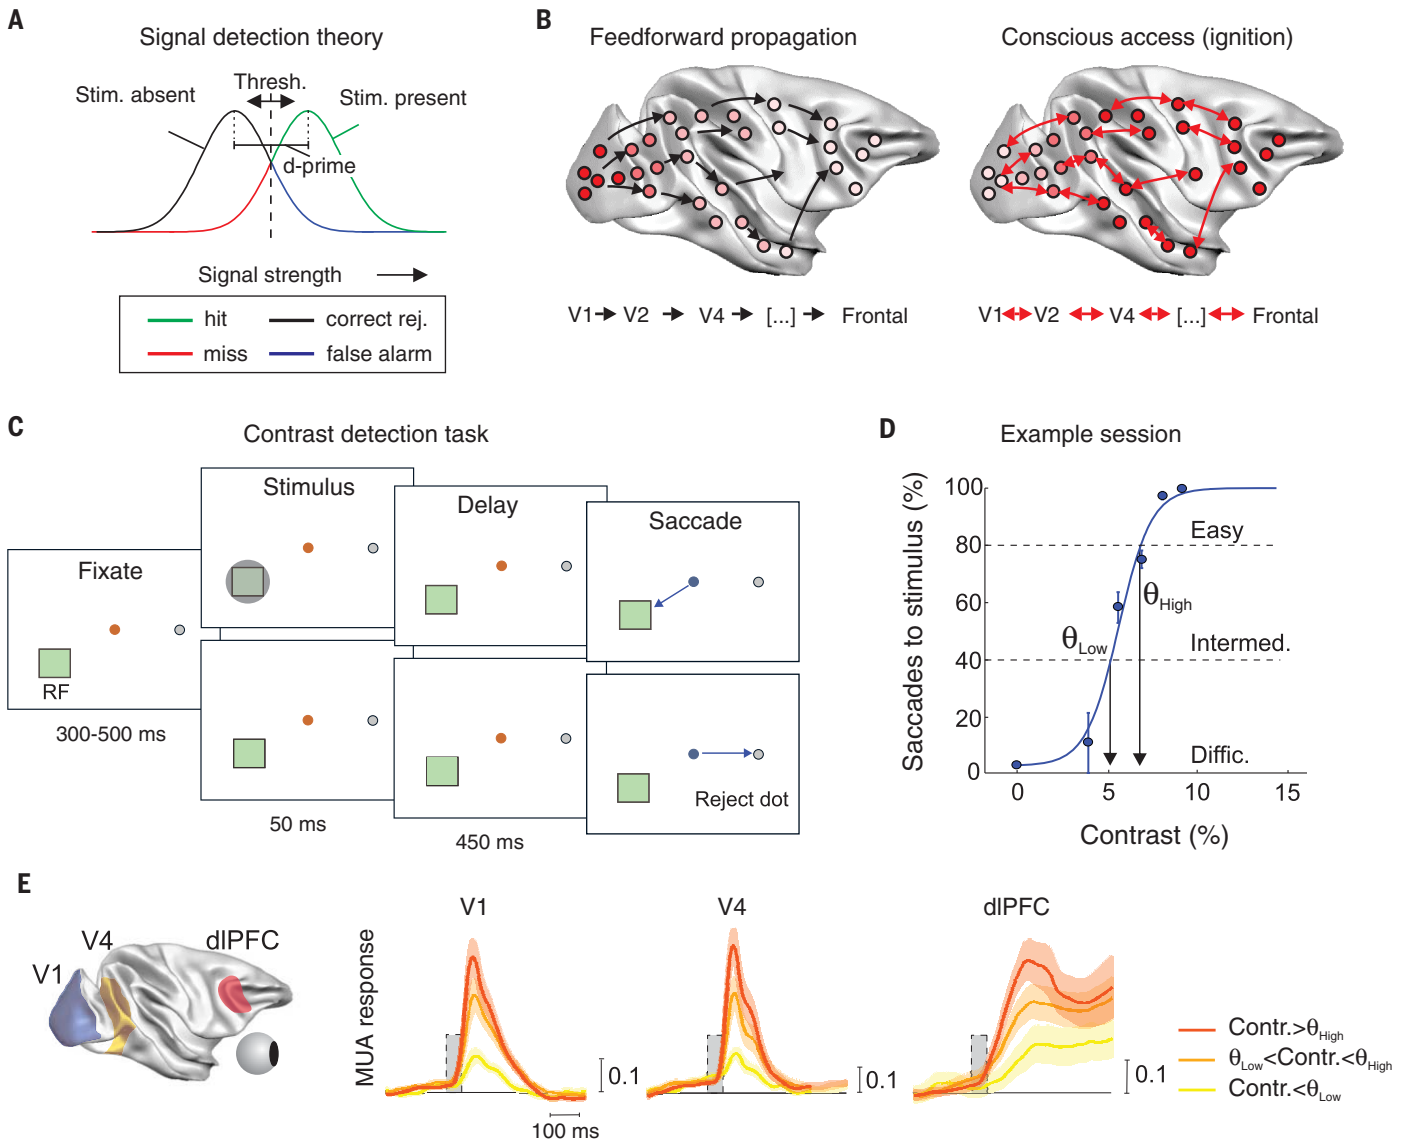 A
Signal detection theory
Stim. absent
Thresh.
Stim. present
d-prime
Signal strength
hit
correct rej.
miss
false alarm
B
Feedforward propagation
Conscious access (ignition)
V1 V2 V4 [...] Frontal
V1 V2 V4 [...] Frontal
C
Contrast detection task
Fixate
RF
300-500 ms
Stimulus
50 ms
Delay
450 ms
Saccade
Reject dot
D
Example session
Saccades to stimulus (%)
100
80
60
40
20
0
Easy
θHigh
θLow
Intermed.
Diffic.
0 5 10 15
Contrast (%)
E
V1
V4
dlPFC
MUA response
V1
0.1
100 ms
V4
0.1
dlPFC
0.1
Contr.>θHigh
θLow<Contr.<θHigh
Contr.<θLow